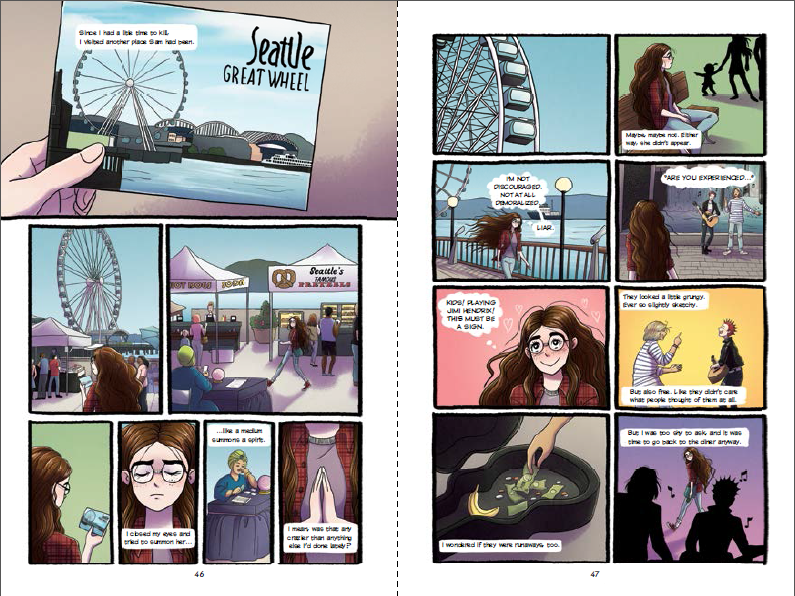 Since I had a little time to kill,
I visited another place Sam had been.
Seattle
GREAT WHEEL
HOT DOGS
SODA
Seattle's
FAMOUS
PRETZELS
I closed my eyes and
tried to summon her...
...like a medium
summons a spirit.
I mean, was that any
crazier than anything
else I'd done lately?
46
Maybe, maybe not. Either
way, she didn't appear.
I'M NOT
DISCOURAGED.
NOT AT ALL
DEMORALIZED.
LIAR.
"ARE YOU EXPERIENCED..."
KIDS! PLAYING
JIMI HENDRIX!
THIS MUST BE
A SIGN.
They looked a little grungy.
Ever so slightly sketchy.
But also free. Like they didn't care
what people thought of them at all.
I wondered if they were runaways, too.
But I was too shy to ask, and it was
time to go back to the diner anyway.
47